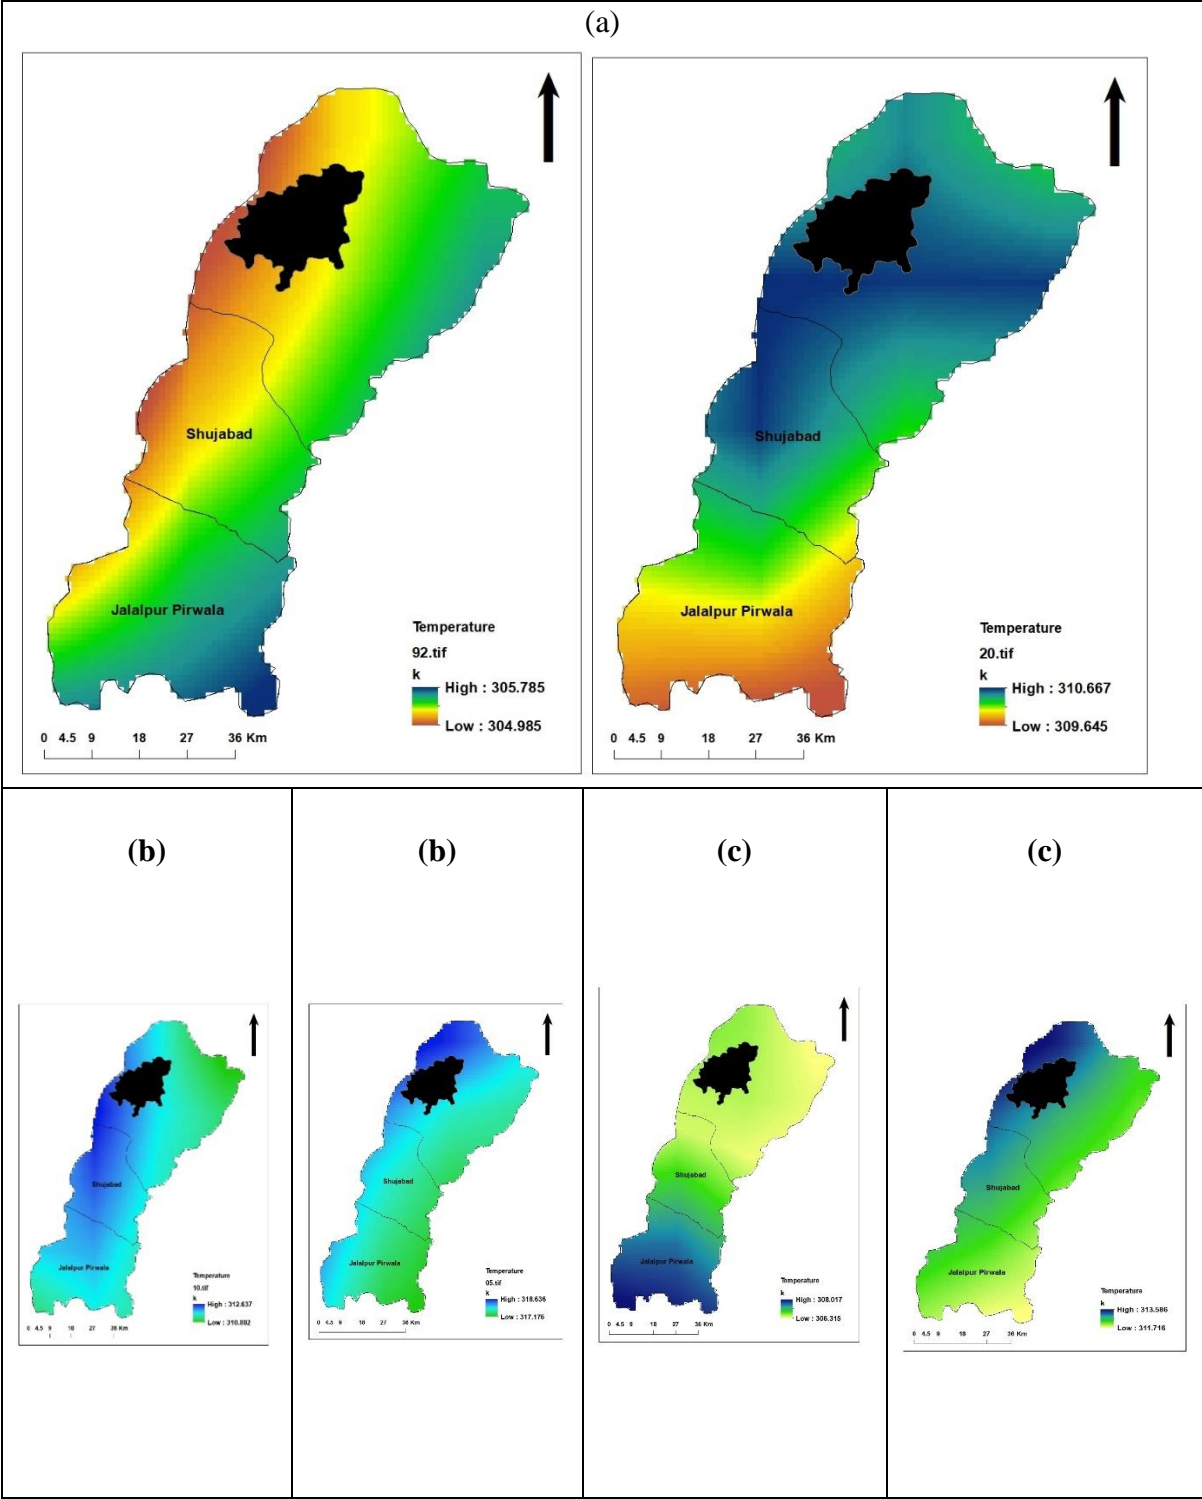 (a)
Shujabad
Jalalpur Pirwala
Temperature
92.tif
k
High : 305.785
Low : 304.985
0 4.5 9 18 27 36 Km
Shujabad
Jalalpur Pirwala
Temperature
20.tif
k
High : 310.667
Low : 309.645
0 4.5 9 18 27 36 Km
(b)
Shujabad
Jalalpur Pirwala
Temperature
10.tif
k
High : 312.637
Low : 310.892
0 4.5 9 18 27 36 Km
(b)
Shujabad
Jalalpur Pirwala
Temperature
05.tif
k
High : 318.636
Low : 317.176
0 4.5 9 18 27 36 Km
(c)
Shujabad
Jalalpur Pirwala
Temperature
k
High : 308.017
Low : 306.315
0 4.5 9 18 27 36 Km
(c)
Shujabad
Jalalpur Pirwala
Temperature
k
High : 313.586
Low : 311.716
0 4.5 9 18 27 36 Km